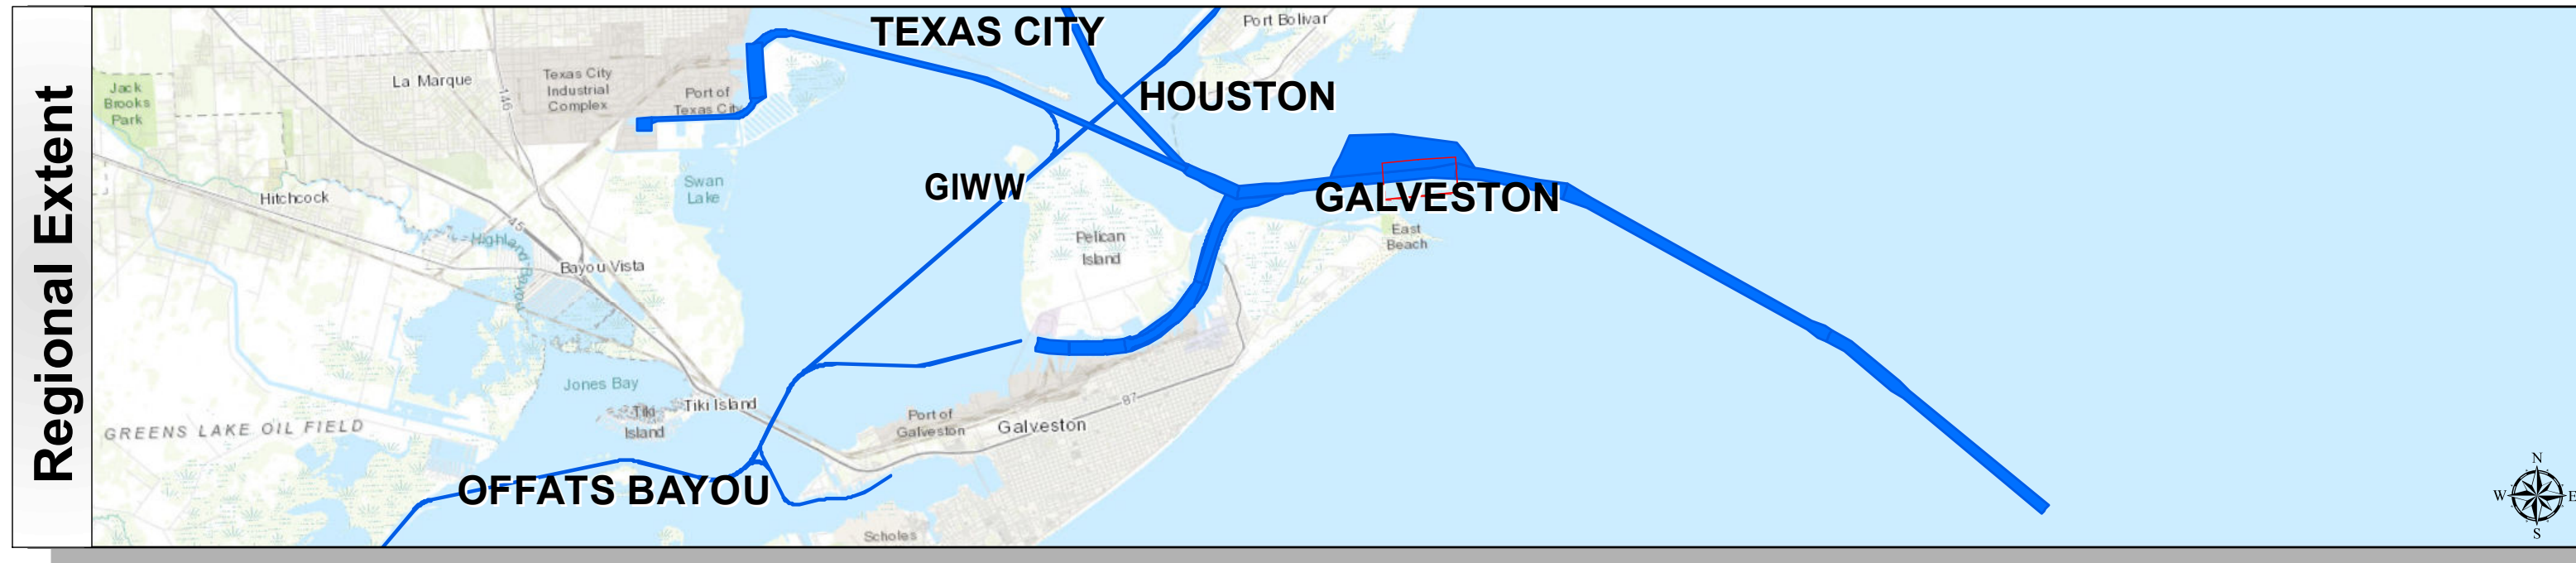 Regional Extent
TEXAS CITY
Port Bolivar
La Marque
146
Texas City
Industrial
Complex
Port of
Texas City
Jack
Brooks
Park
HOUSTON
Swan
Lake
GIWW
GALVESTON
Hitchcock
45
Highland Bayou
Bayou Vista
Pelican
Island
East
Beach
Jones Bay
Tiki
Island
Tiki Island
GREENS LAKE OIL FIELD
Port of
Galveston
Galveston
87
OFFATS BAYOU
Scholes
N
W
E
S